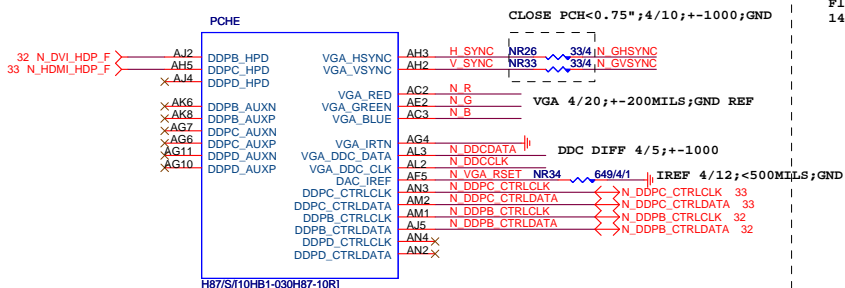 CLOSE PCH<0.75";4/10;+-1000;GND
14
PCHE
32 N_DVI_HDP_F AJ2 DDPB_HPD
33 N_HDMI_HDP_F AH5 DDPC_HPD
AJ4 DDPD_HPD
AK6 DDPB_AUXN
AK8 DDPB_AUXP
AG7 DDPC_AUXN
AG6 DDPC_AUXP
AG11 DDPD_AUXN
AG10 DDPD_AUXP
VGA_HSYNC AH3 H_SYNC NR26 33/4 N_GHSYNC
VGA_VSYNC AH2 V_SYNC NR33 33/4 N_GVSYNC
VGA_RED AC2 N_R
VGA_GREEN AE2 N_G VGA 4/20;+-200MILS;GND REF
VGA_BLUE AC3 N_B
VGA_IRTN AG4
VGA_DDC_DATA AL3 N_DDCDATA DDC DIFF 4/5;+-1000
VGA_DDC_CLK AL2 N_DDCCLK
DAC_IREF AF5 N_VGA_RSET NR34 649/4/1 IREF 4/12;<500MILS;GND
DDPC_CTRLCLK AN3 N_DDPC_CTRLCLK N_DDPC_CTRLCLK 33
DDPC_CTRLDATA AM2 N_DDPC_CTRLDATA N_DDPC_CTRLDATA 33
DDPB_CTRLCLK AM1 N_DDPB_CTRLCLK N_DDPB_CTRLCLK 32
DDPB_CTRLDATA AJ5 N_DDPB_CTRLDATA N_DDPB_CTRLDATA 32
DDPD_CTRLCLK AN4
DDPD_CTRLDATA AN2
H87/S/[10HB1-030H87-10R]